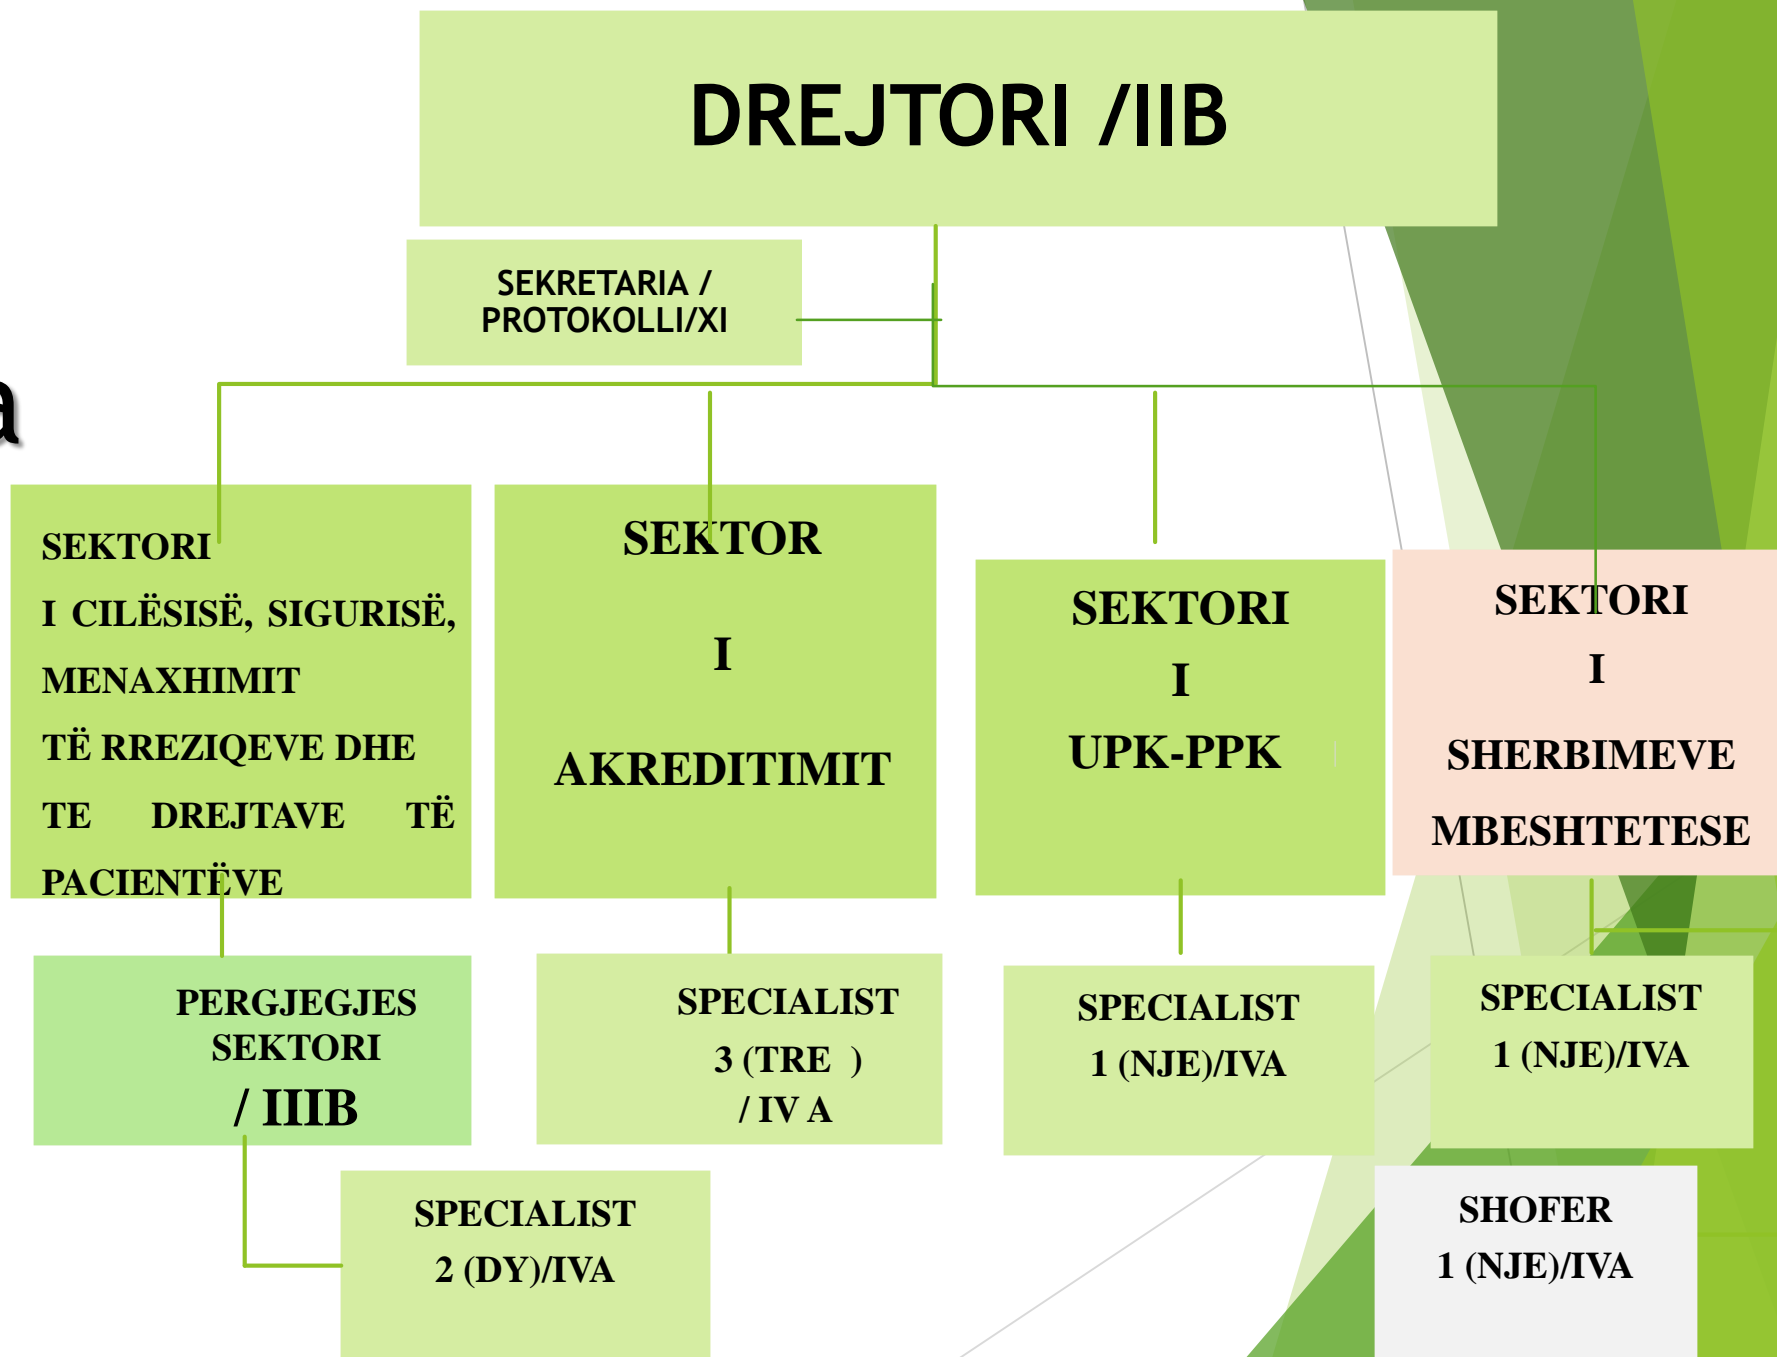 DREJTORI /IIB
SEKRETARIA /
PROTOKOLLI/XI
a
SEKTORI
I CILËSISË, SIGURISË,
MENAXHIMIT
TË RREZIQEVE DHE
TE DREJTAVE TË
PACIENTËVE
SEKTOR
I
AKREDITIMIT
SEKTORI
I
UPK-PPK
SEKTORI
I
SHERBIMEVE
MBESHTETESE
PERGJEGJES
SEKTORI
/ IIIB
SPECIALIST
3 (TRE )
/ IV A
SPECIALIST
1 (NJE)/IVA
SPECIALIST
1 (NJE)/IVA
SPECIALIST
2 (DY)/IVA
SHOFER
1 (NJE)/IVA